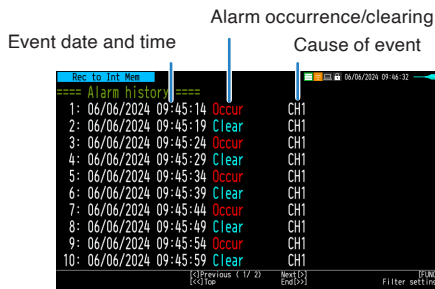 Alarm occurrence/clearing
Event date and time
Cause of event
Rec to Int Mem
06/06/2024 09:46:32
==== Alarm history ====
1: 06/06/2024 09:45:14 Occur CH1
2: 06/06/2024 09:45:19 Clear CH1
3: 06/06/2024 09:45:24 Occur CH1
4: 06/06/2024 09:45:29 Clear CH1
5: 06/06/2024 09:45:34 Occur CH1
6: 06/06/2024 09:45:39 Clear CH1
7: 06/06/2024 09:45:44 Occur CH1
8: 06/06/2024 09:45:49 Clear CH1
9: 06/06/2024 09:45:54 Occur CH1
10: 06/06/2024 09:45:59 Clear CH1
[<]Previous ( 1/ 2) Next[>] [FUNC
[<<]Top End[>>] Filter setting